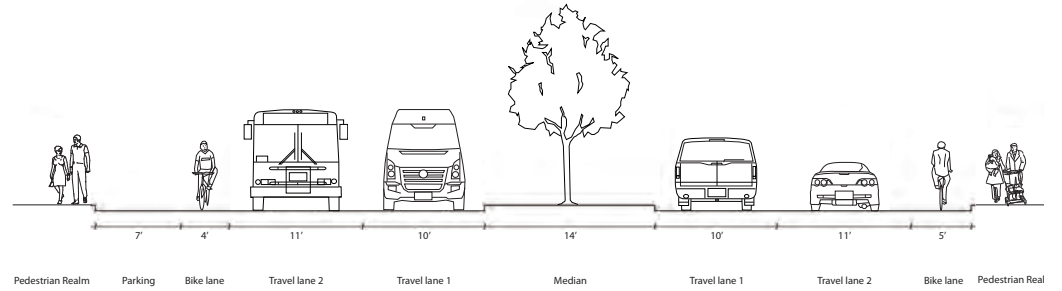 7' 4' 11' 10' 14' 10' 11' 5'
Pedestrian Realm Parking Bike lane Travel lane 2 Travel lane 1 Median Travel lane 1 Travel lane 2 Bike lane Pedestrian Real